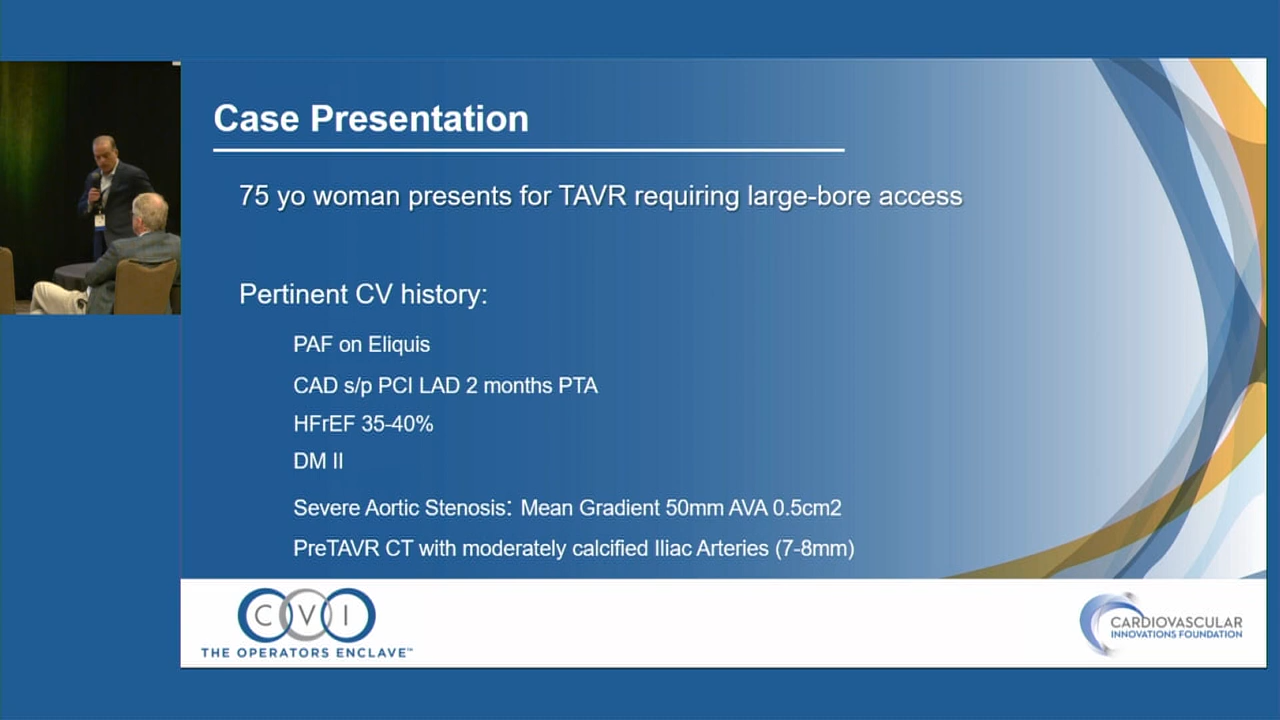 Case Presentation
75 yo woman presents for TAVR requiring large-bore access
Pertinent CV history:
PAF on Eliquis
CAD s/p PCI LAD 2 months PTA
HFrEF 35-40%
DM II
Severe Aortic Stenosis: Mean Gradient 50mm AVA 0.5cm2
PreTAVR CT with moderately calcified Iliac Arteries (7-8mm)
CVI
THE OPERATORS ENCLAVE™
CARDIOVASCULAR
INNOVATIONS FOUNDATION